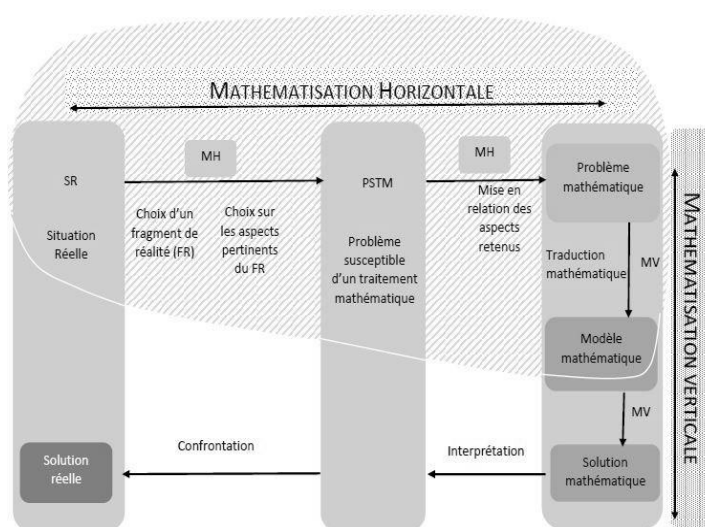 MATHEMATISATION HORIZONTALE
MH
MH
SR
PSTM
Problème
mathématique
Situation
Réelle
Choix d'un
fragment de
réalité (FR)
Choix sur
les aspects
pertinents
du FR
Problème
susceptible
d'un traitement
mathématique
Mise en
relation des
aspects
retenus
Traduction
mathématique
MV
Modèle
mathématique
MV
MATHEMATISATION VERTICALE
Solution
réelle
Confrontation
Interprétation
Solution
mathématique